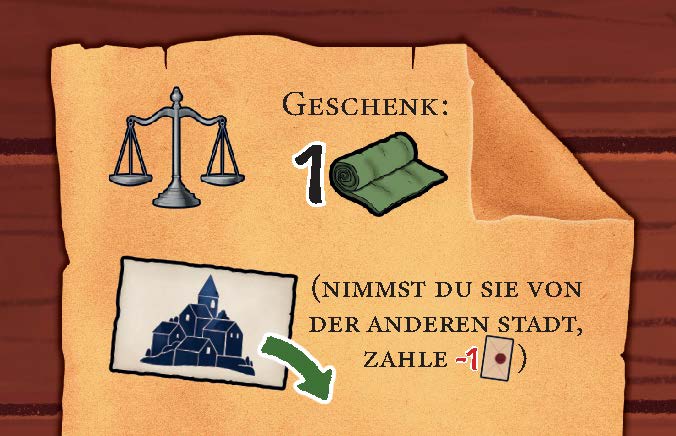 GESCHENK:
1
(NIMMST DU SIE VON
DER ANDEREN STADT,
ZAHLE -1 )